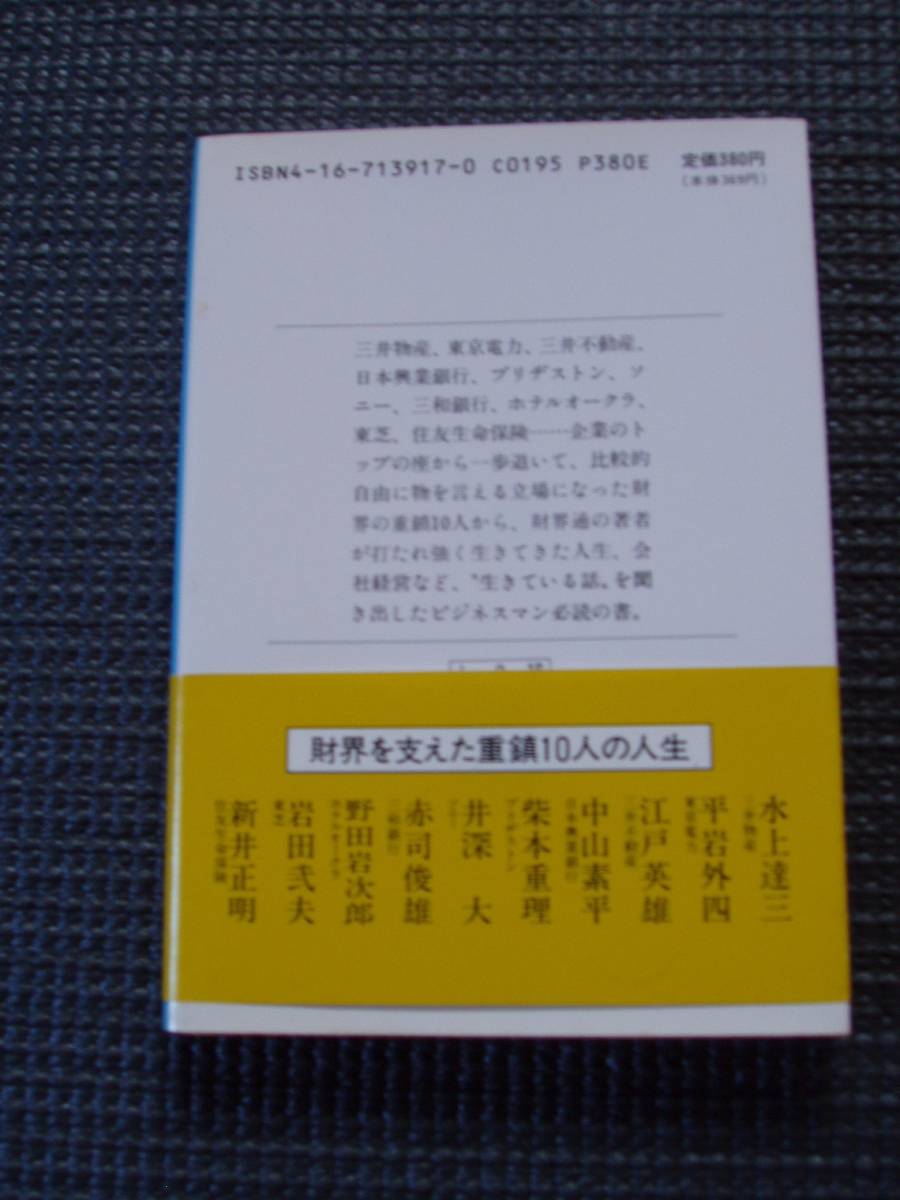 ISBN4-16-713917-0 C0195 P380E 定価380円
(本体369円)
三井物産、東京電力、三井不動産、
日本興業銀行、ブリヂストン、ソ
ニー、三和銀行、ホテルオークラ、
東芝、住友生命保険……企業のト
ップの座から一歩退いて、比較的
自由に物を言える立場になった財
界の重鎮10人から、財界通の著者
が打たれ強く生きてきた人生、会
社経営など、〝生きている話〟を聞
き出したビジネスマン必読の書。
財界を支えた重鎮10人の人生
水上達三
三井物産
平岩外四
東京電力
江戸英雄
三井不動産
中山素平
日本興業銀行
柴本重理
ブリヂストン
井深 大
ソニー
赤司俊雄
三和銀行
野田岩次郎
ホテルオークラ
岩田弐夫
東芝
新井正明
住友生命保険